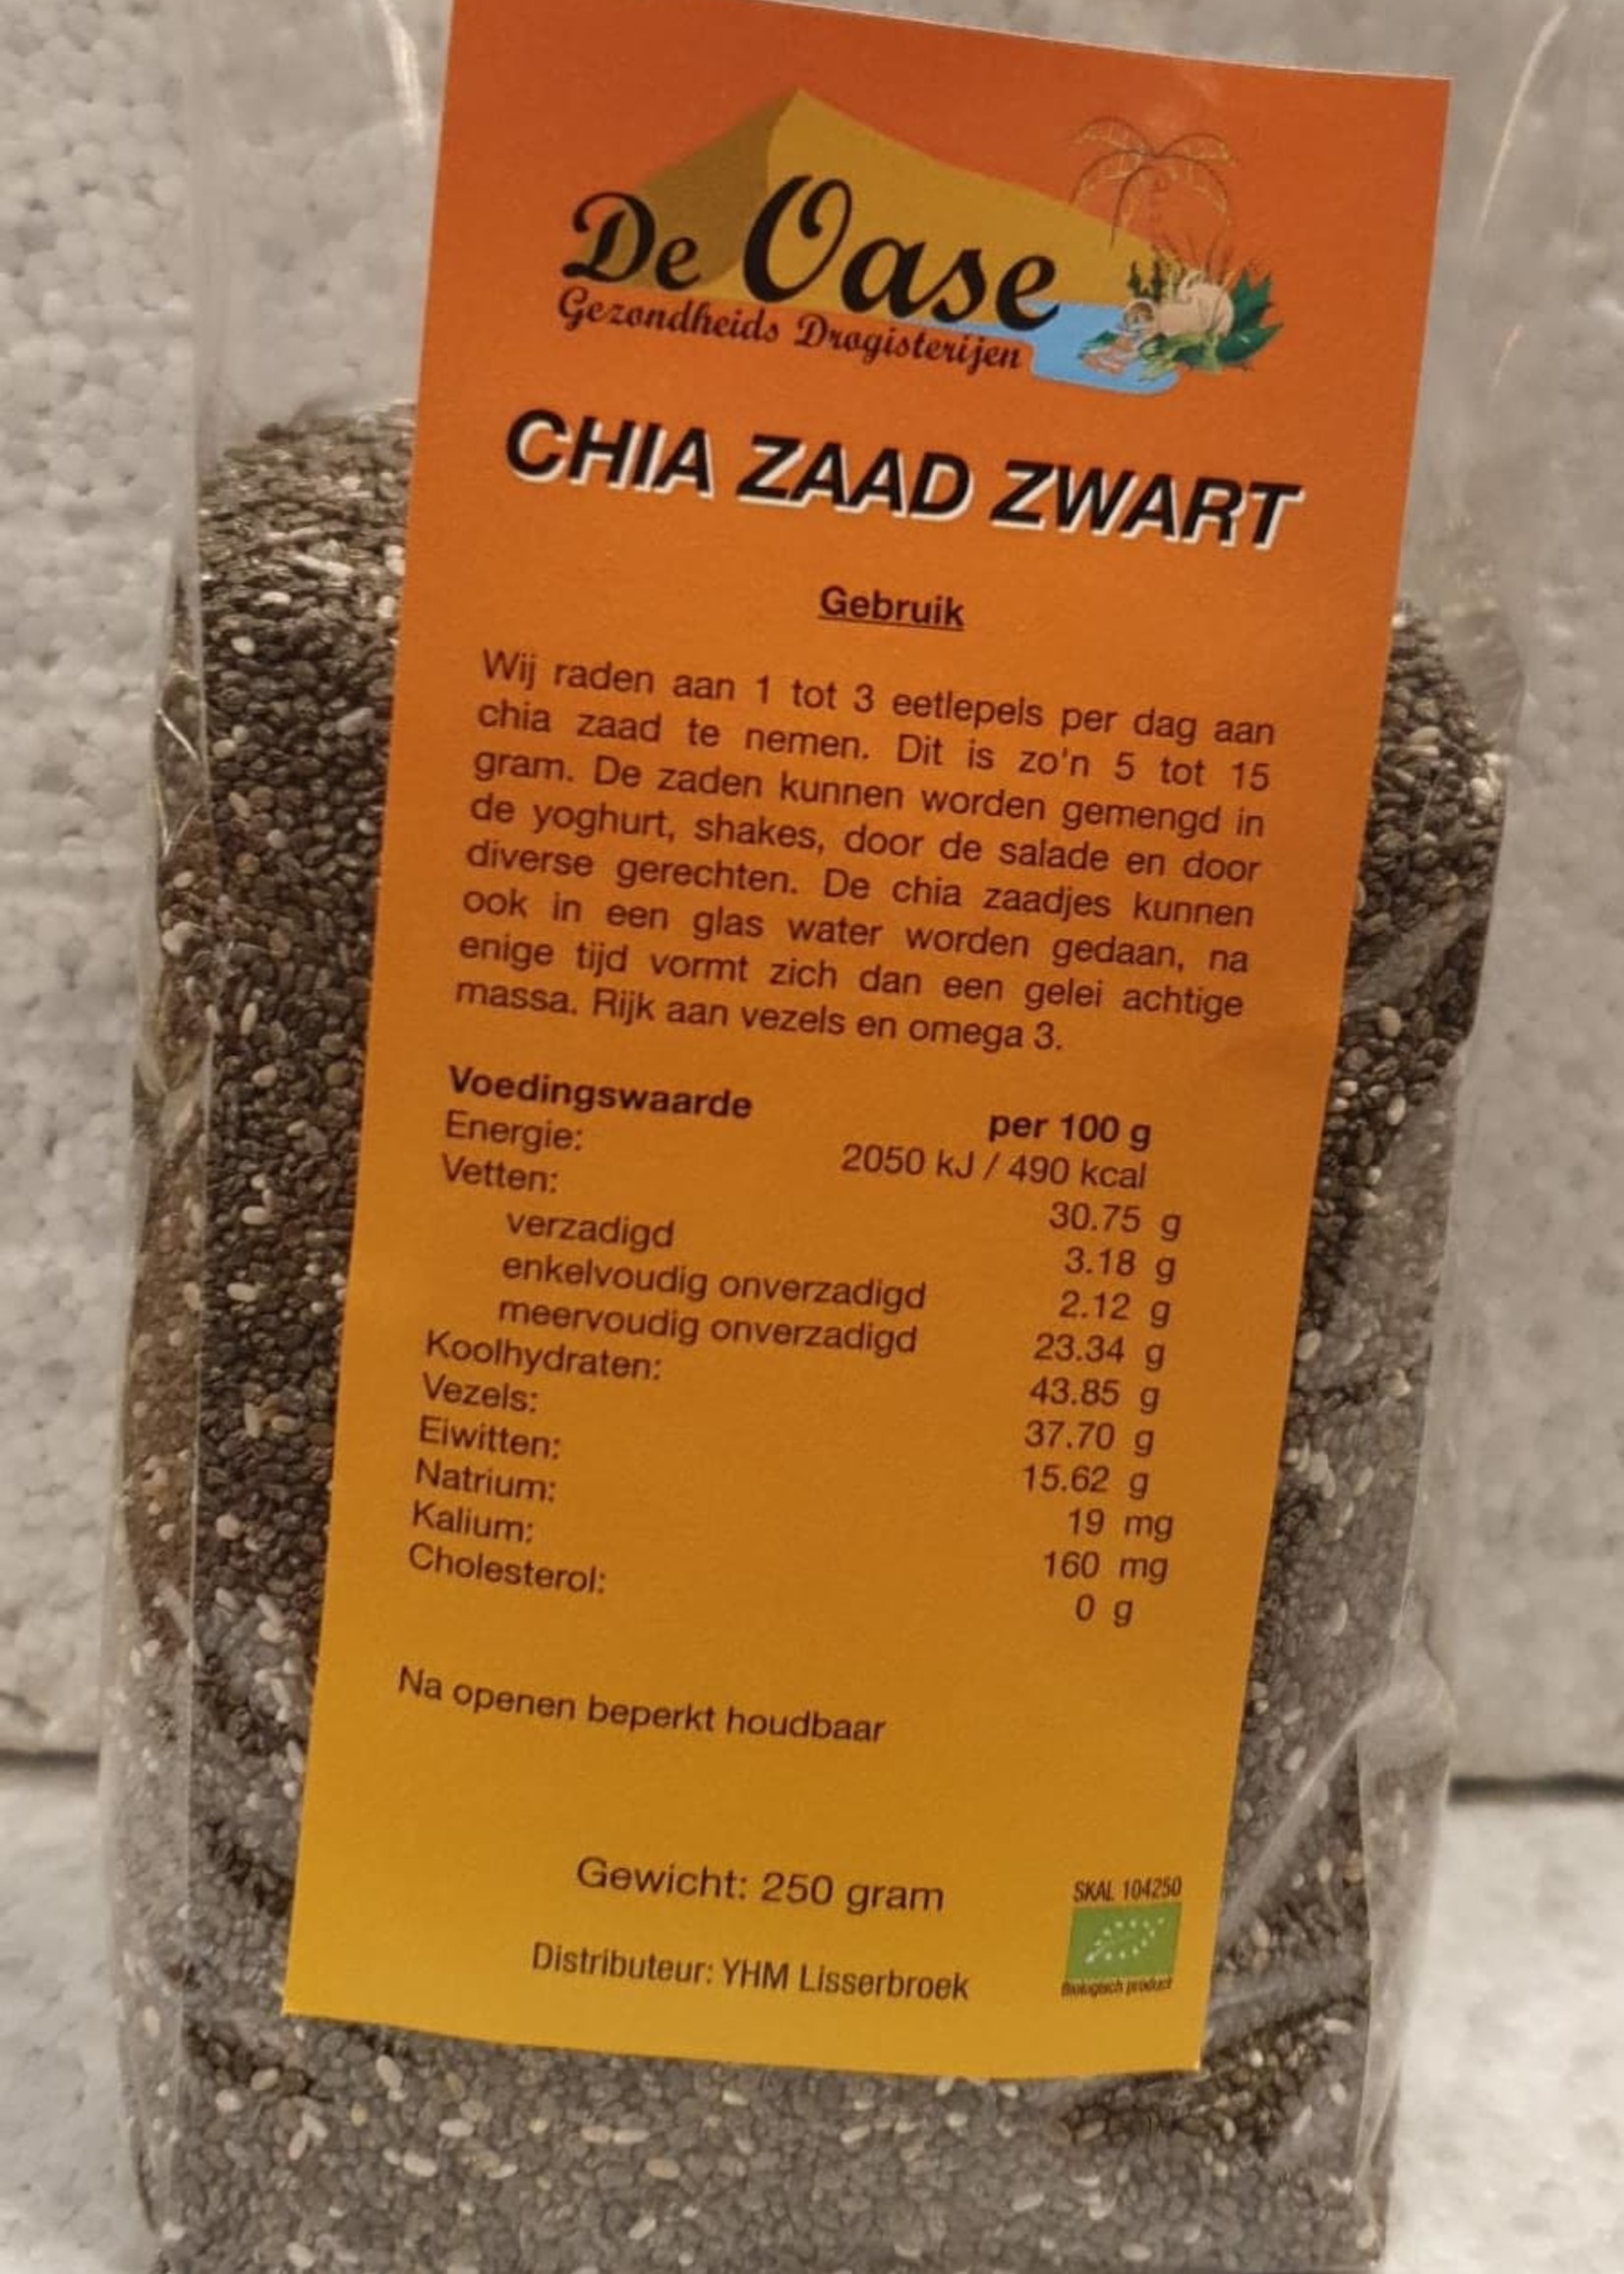 De Oase
Gezondheids Drogisterijen
CHIA ZAAD ZWART
Gebruik
Wij raden aan 1 tot 3 eetlepels per dag aan
chia zaad te nemen. Dit is zo'n 5 tot 15
gram. De zaden kunnen worden gemengd in
de yoghurt, shakes, door de salade en door
diverse gerechten. De chia zaadjes kunnen
ook in een glas water worden gedaan, na
enige tijd vormt zich dan een gelei achtige
massa. Rijk aan vezels en omega 3.
Voedingswaarde per 100 g
Energie: 2050 kJ / 490 kcal
Vetten: 30.75 g
verzadigd 3.18 g
enkelvoudig onverzadigd 2.12 g
meervoudig onverzadigd 23.34 g
Koolhydraten: 43.85 g
Vezels: 37.70 g
Eiwitten: 15.62 g
Natrium: 19 mg
Kalium: 160 mg
Cholesterol: 0 g
Na openen beperkt houdbaar
Gewicht: 250 gram
SKAL 104250
Distributeur: YHM Lisserbroek
Biologisch product